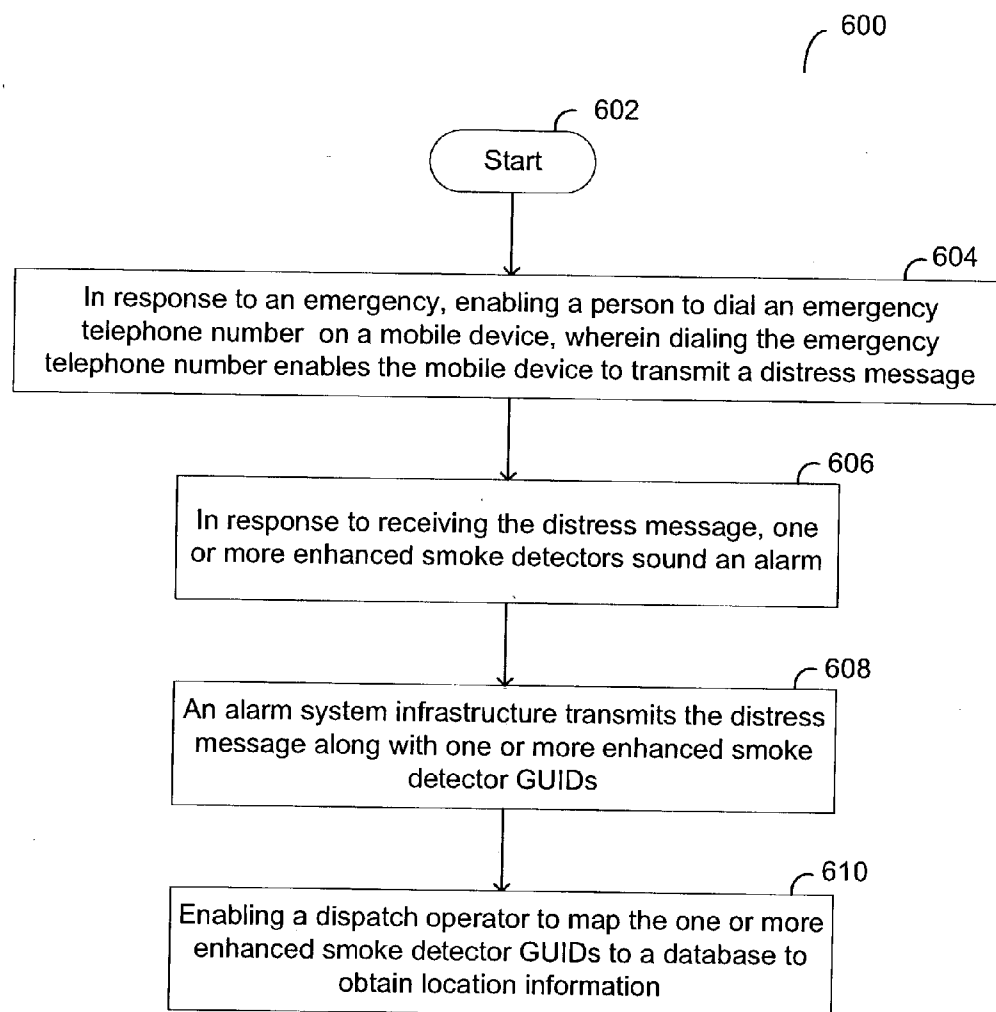 600
602
Start
604
In response to an emergency, enabling a person to dial an emergency
telephone number on a mobile device, wherein dialing the emergency
telephone number enables the mobile device to transmit a distress message
606
In response to receiving the distress message, one
or more enhanced smoke detectors sound an alarm
608
An alarm system infrastructure transmits the distress
message along with one or more enhanced smoke
detector GUIDs
610
Enabling a dispatch operator to map the one or more
enhanced smoke detector GUIDs to a database to
obtain location information